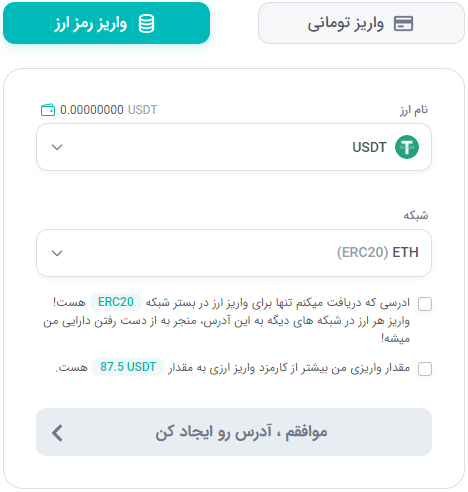 واریز تومانی
واریز رمز ارز
نام ارز
0.00000000 USDT
USDT
شبکه
ETH (ERC20)
ادرسی که دریافت میکنم تنها برای واریز ارز در بستر شبکه ERC20 هست!
واریز هر ارز در شبکه های دیگه به این آدرس، منجر به از دست رفتن دارایی من
میشه!
مقدار واریزی من بیشتر از کارمزد واریز ارزی به مقدار 87.5 USDT هست.
موافقم ، آدرس رو ایجاد کن